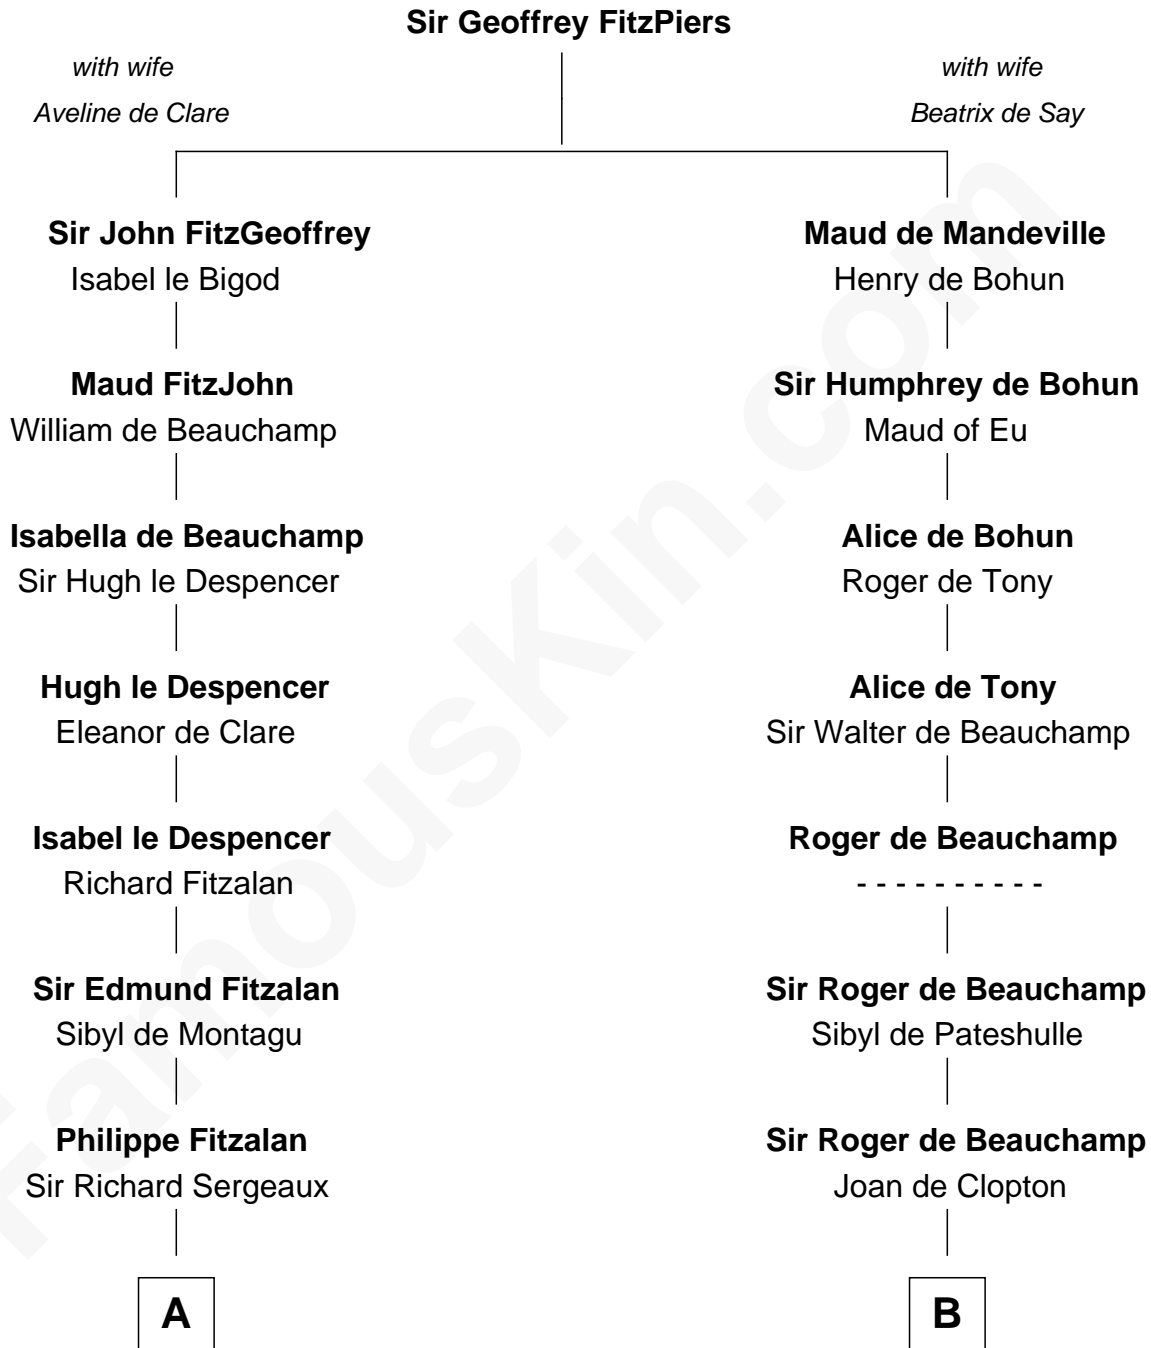 Sir Geoffrey FitzPiers
with wife
Aveline de Clare
with wife
Beatrix de Say
Sir John FitzGeoffrey
Isabel le Bigod
Maud FitzJohn
William de Beauchamp
Isabella de Beauchamp
Sir Hugh le Despencer
Hugh le Despencer
Eleanor de Clare
Isabel le Despencer
Richard Fitzalan
Sir Edmund Fitzalan
Sibyl de Montagu
Philippe Fitzalan
Sir Richard Sergeaux
A
Maud de Mandeville
Henry de Bohun
Sir Humphrey de Bohun
Maud of Eu
Alice de Bohun
Roger de Tony
Alice de Tony
Sir Walter de Beauchamp
Roger de Beauchamp
- - - - - - - - - -
Sir Roger de Beauchamp
Sibyl de Pateshulle
Sir Roger de Beauchamp
Joan de Clopton
B
FamousKin.com